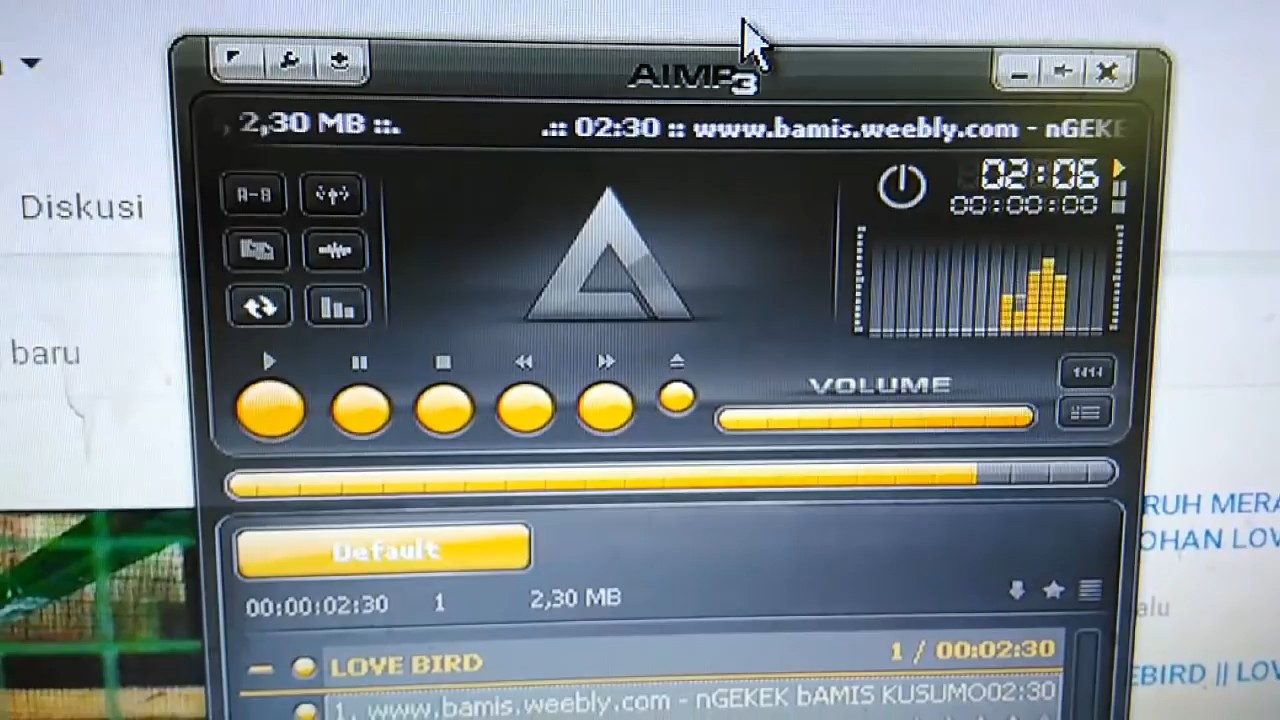 AIMP3
, 2,30 MB ::. .:: 02:30 :: www.bamis.weebly.com - nGEKE
A-B
02:06
00:00:00
Diskusi
baru
VOLUME
Default
00:00:02:30 1 2,30 MB
LOVE BIRD 1 / 00:02:30
1. www.bamis.weebly.com - nGEKEK bAMIS KUSUMO02:30
RUH MERA
OHAN LOV
alu
EBIRD || LOV